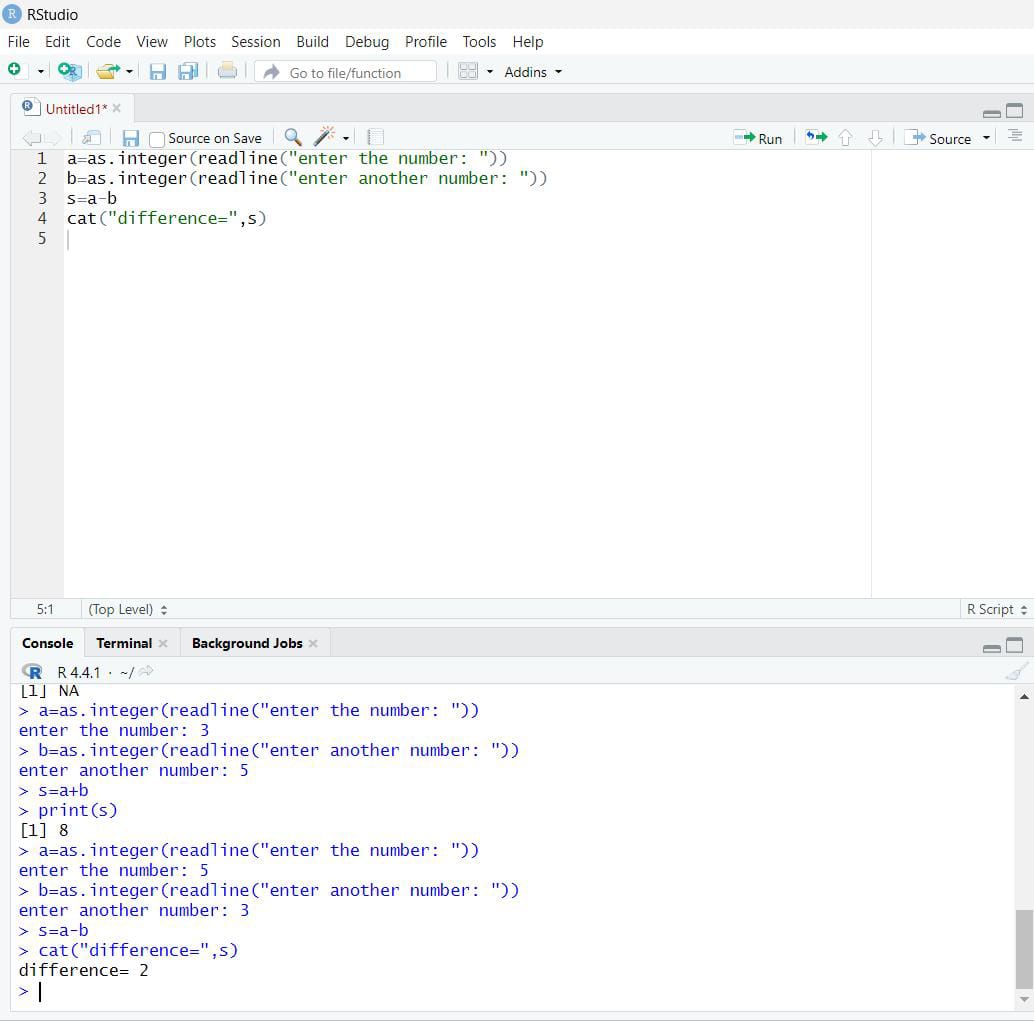 R RStudio
File Edit Code View Plots Session Build Debug Profile Tools Help
Go to file/function Addins
Untitled1*
Source on Save Run Source
1 a=as.integer(readline("enter the number: "))
2 b=as.integer(readline("enter another number: "))
3 s=a-b
4 cat("difference=",s)
5
5:1 (Top Level) R Script
Console Terminal Background Jobs
R R 4.4.1 · ~/
[1] NA
> a=as.integer(readline("enter the number: "))
enter the number: 3
> b=as.integer(readline("enter another number: "))
enter another number: 5
> s=a+b
> print(s)
[1] 8
> a=as.integer(readline("enter the number: "))
enter the number: 5
> b=as.integer(readline("enter another number: "))
enter another number: 3
> s=a-b
> cat("difference=",s)
difference= 2
>